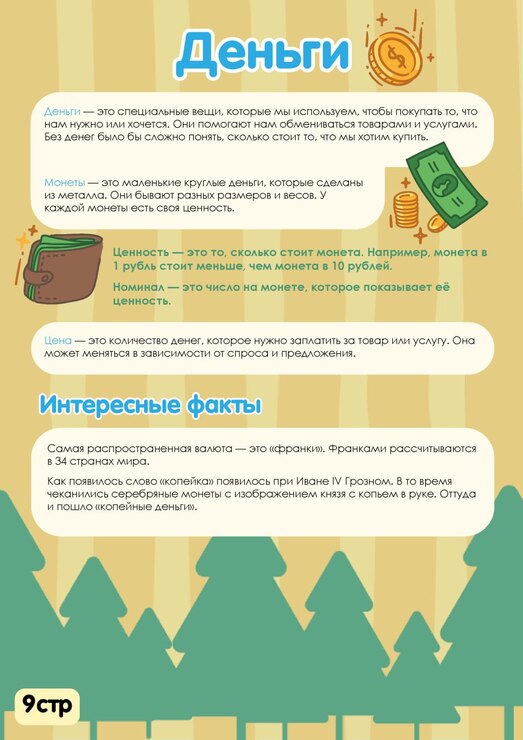 Деньги
Деньги — это специальные вещи, которые мы используем, чтобы покупать то, что
нам нужно или хочется. Они помогают нам обмениваться товарами и услугами.
Без денег было бы сложно понять, сколько стоит то, что мы хотим купить.
Монеты — это маленькие круглые деньги, которые сделаны
из металла. Они бывают разных размеров и весов. У
каждой монеты есть своя ценность.
Ценность — это то, сколько стоит монета. Например, монета в
1 рубль стоит меньше, чем монета в 10 рублей.
Номинал — это число на монете, которое показывает её
ценность.
Цена — это количество денег, которое нужно заплатить за товар или услугу. Она
может меняться в зависимости от спроса и предложения.
Интересные факты
Самая распространенная валюта — это «франки». Франками рассчитываются
в 34 странах мира.
Как появилось слово «копейка» появилось при Иване IV Грозном. В то время
чеканились серебряные монеты с изображением князя с копьем в руке. Оттуда
и пошло «копейные деньги».
9стр